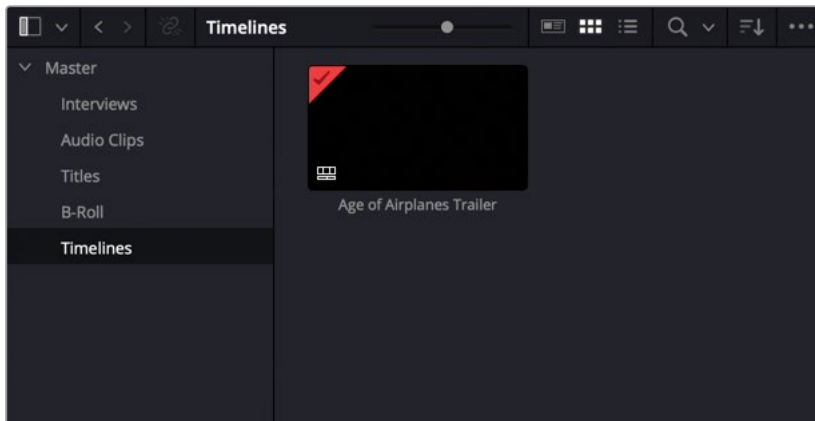 Timelines
Master
Interviews
Audio Clips
Titles
B-Roll
Timelines
Age of Airplanes Trailer